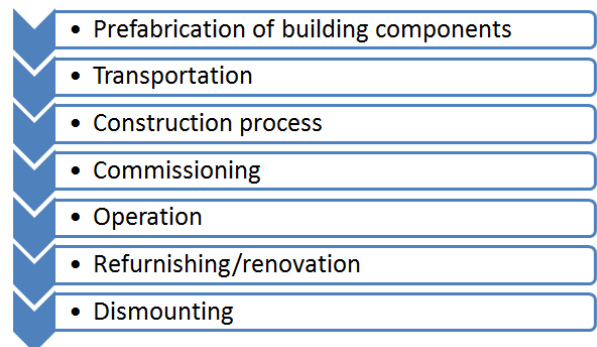 • Prefabrication of building components
• Transportation
• Construction process
• Commissioning
• Operation
• Refurnishing/renovation
• Dismounting